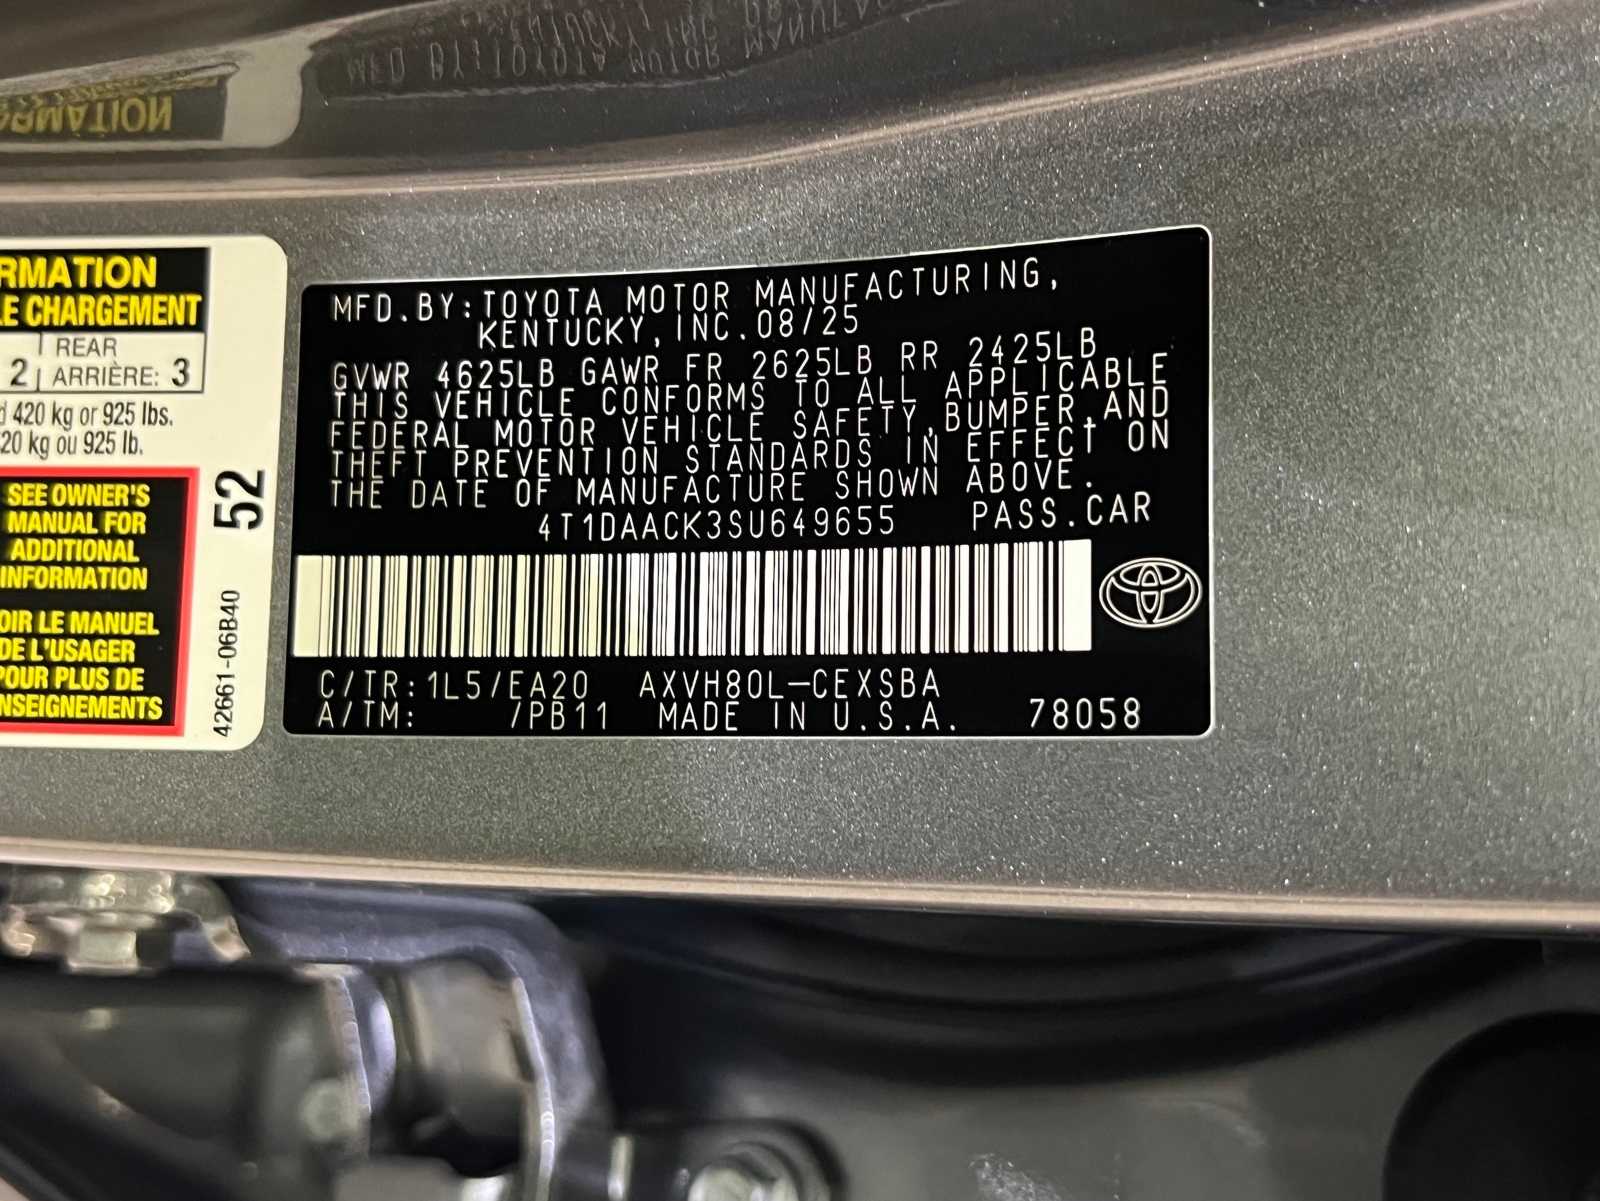 RMATION
LE CHARGEMENT
2 | REAR
ARRIÈRE: 3
420 kg or 925 lbs.
20 kg ou 925 lb.
SEE OWNER'S
MANUAL FOR
ADDITIONAL
INFORMATION
OIR LE MANUEL
DE L'USAGER
POUR PLUS DE
NSEIGNEMENTS
52
42661-06B40
MFD.BY:TOYOTA MOTOR MANUFACTURING,
KENTUCKY,INC.08/25
GVWR 4625LB GAWR FR 2625LB RR 2425LB
THIS VEHICLE CONFORMS TO ALL APPLICABLE
FEDERAL MOTOR VEHICLE SAFETY,BUMPER,AND
THEFT PREVENTION STANDARDS IN EFFECT ON
THE DATE OF MANUFACTURE SHOWN ABOVE.
4T1DAACK3SU649655 PASS.CAR
C/TR:1L5/EA20 AXVH80L-CEXSBA
A/TM: /PB11 MADE IN U.S.A. 78058